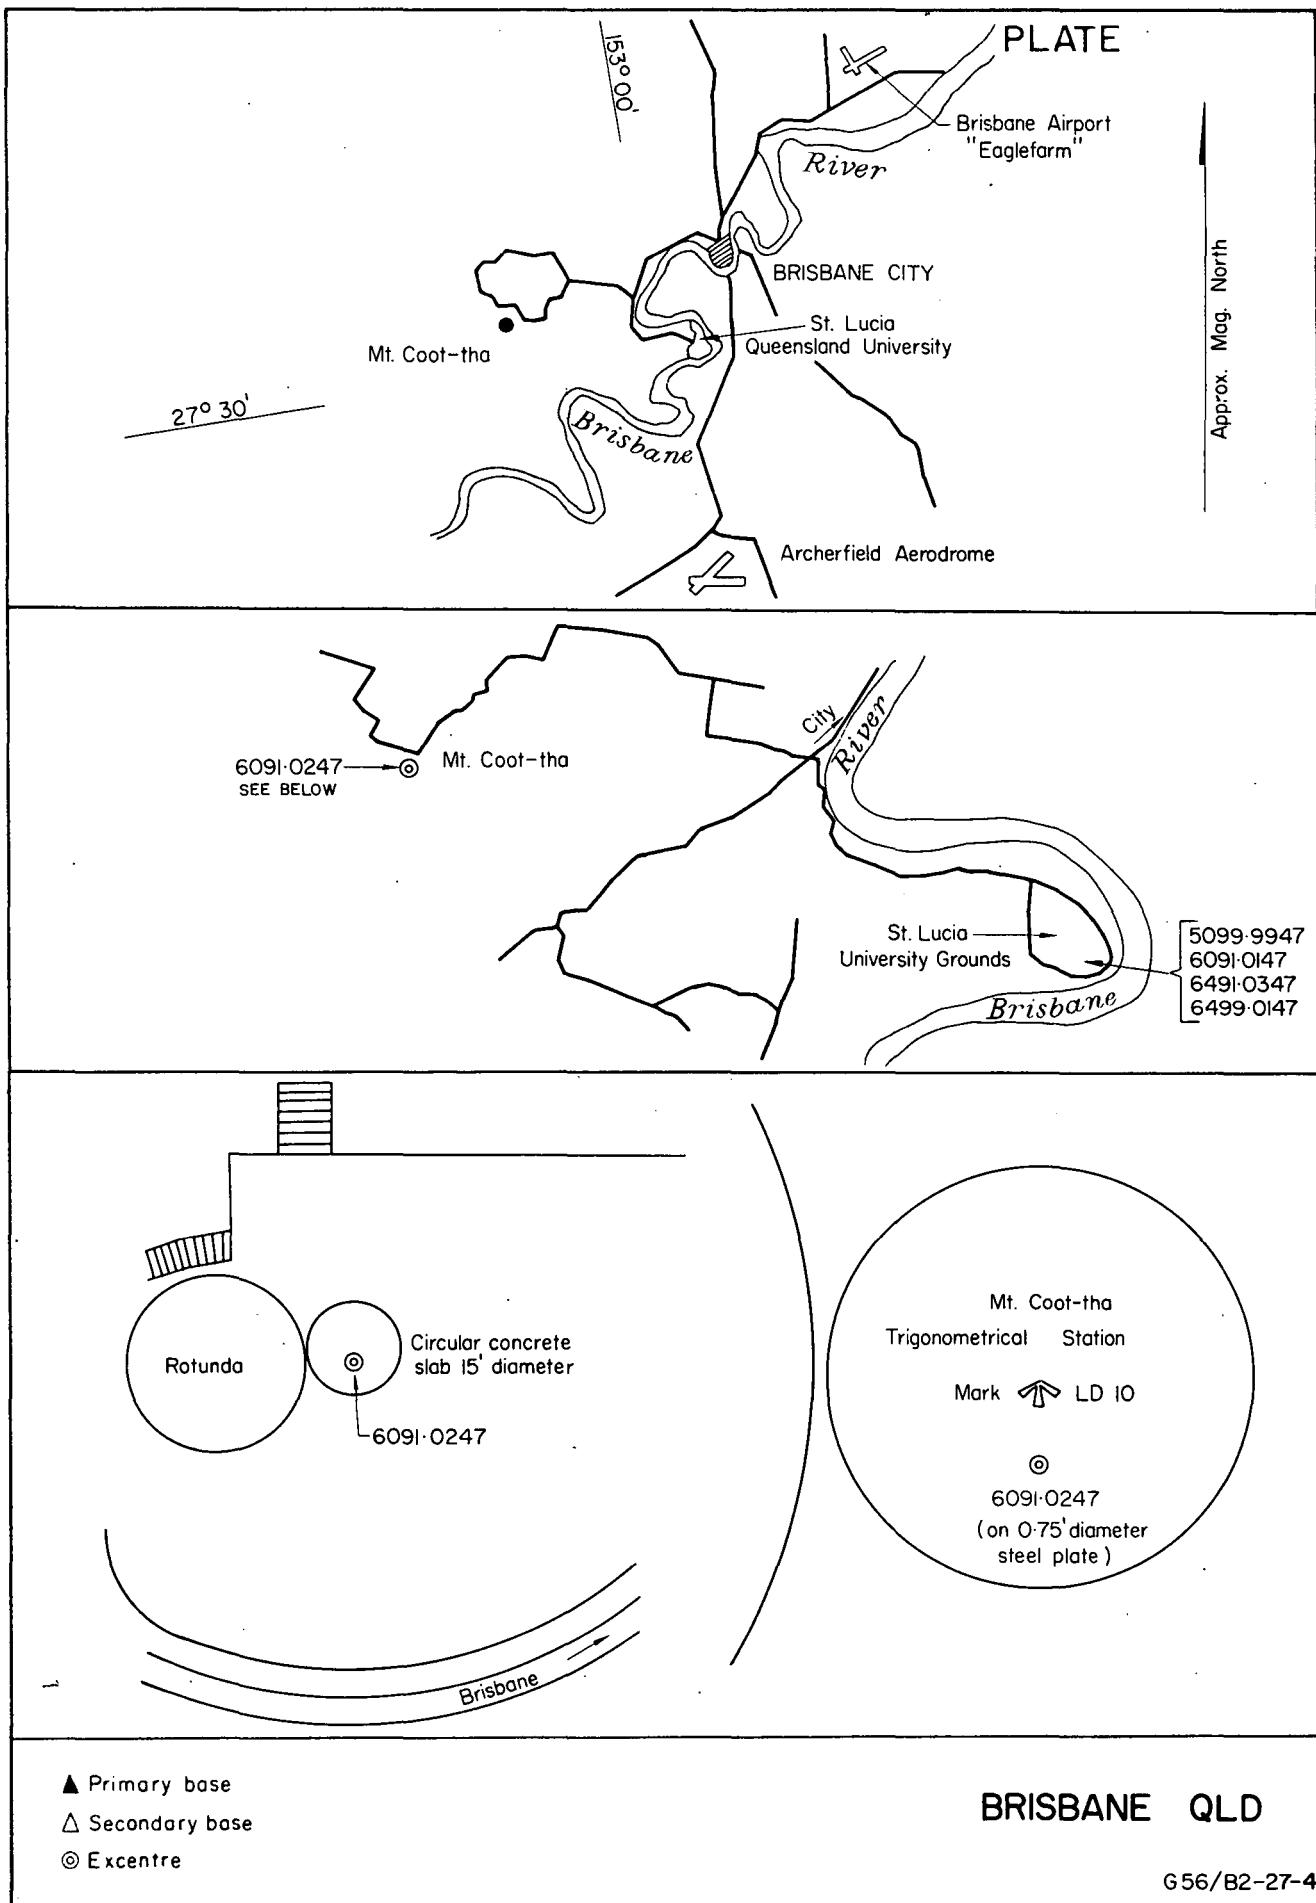 PLATE
153° 00'
Brisbane Airport
"Eaglefarm"
River
Approx. Mag. North
BRISBANE CITY
St. Lucia
Queensland University
Mt. Coot-tha
27° 30'
Brisbane
Archerfield Aerodrome
City
River
6091·0247
SEE BELOW
Mt. Coot-tha
St. Lucia
University Grounds
5099·9947
6091·0147
6491·0347
6499·0147
Brisbane
Rotunda
Circular concrete
slab 15' diameter
6091·0247
Mt. Coot-tha
Trigonometrical Station
Mark LD 10
6091·0247
(on 0·75' diameter
steel plate)
Brisbane
Primary base
Secondary base
Excentre
BRISBANE QLD
G56/B2-27-4